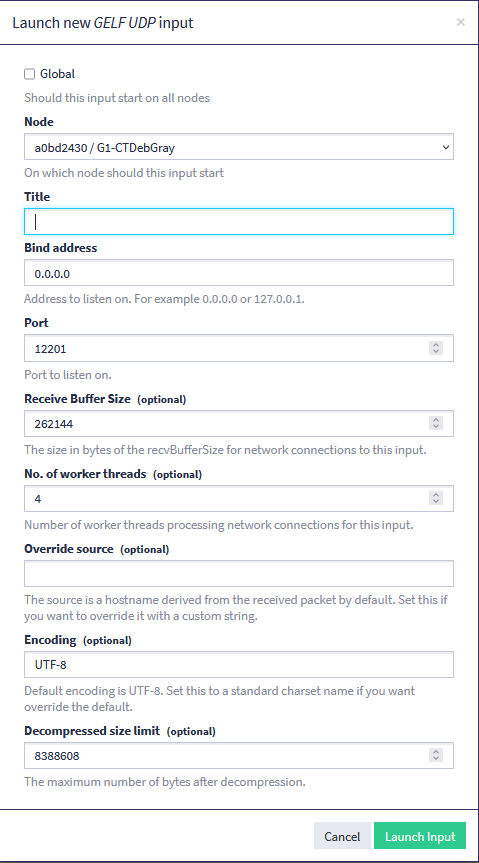 Launch new GELF UDP input
×
Global
Should this input start on all nodes
Node
a0bd2430 / G1-CTDebGray
On which node should this input start
Title
Bind address
0.0.0.0
Address to listen on. For example 0.0.0.0 or 127.0.0.1.
Port
12201
Port to listen on.
Receive Buffer Size (optional)
262144
The size in bytes of the recvBufferSize for network connections to this input.
No. of worker threads (optional)
4
Number of worker threads processing network connections for this input.
Override source (optional)
The source is a hostname derived from the received packet by default. Set this if
you want to override it with a custom string.
Encoding (optional)
UTF-8
Default encoding is UTF-8. Set this to a standard charset name if you want
override the default.
Decompressed size limit (optional)
8388608
The maximum number of bytes after decompression.
Cancel
Launch Input